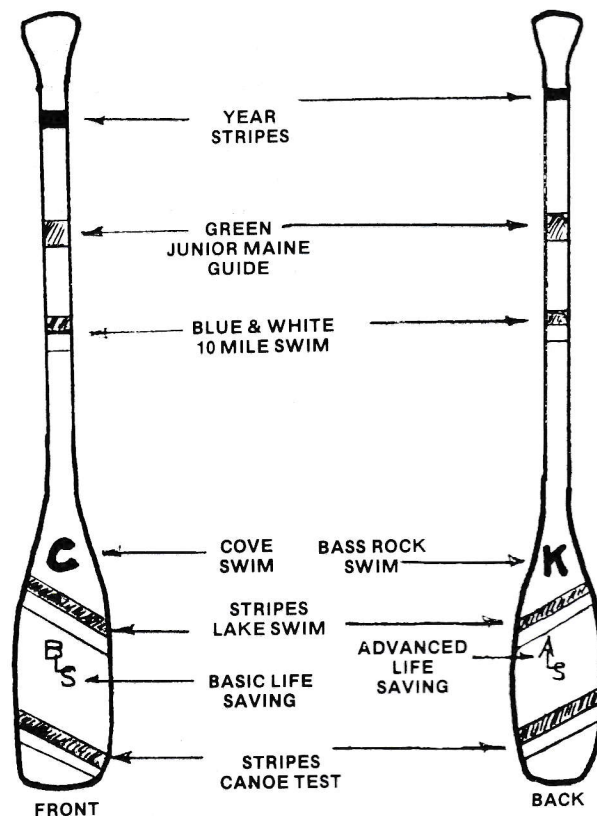 YEAR
STRIPES
GREEN
JUNIOR MAINE
GUIDE
BLUE & WHITE
10 MILE SWIM
C
K
COVE
SWIM
BASS ROCK
SWIM
STRIPES
LAKE SWIM
BLS
ALS
BASIC LIFE
SAVING
ADVANCED
LIFE
SAVING
STRIPES
CANOE TEST
FRONT
BACK